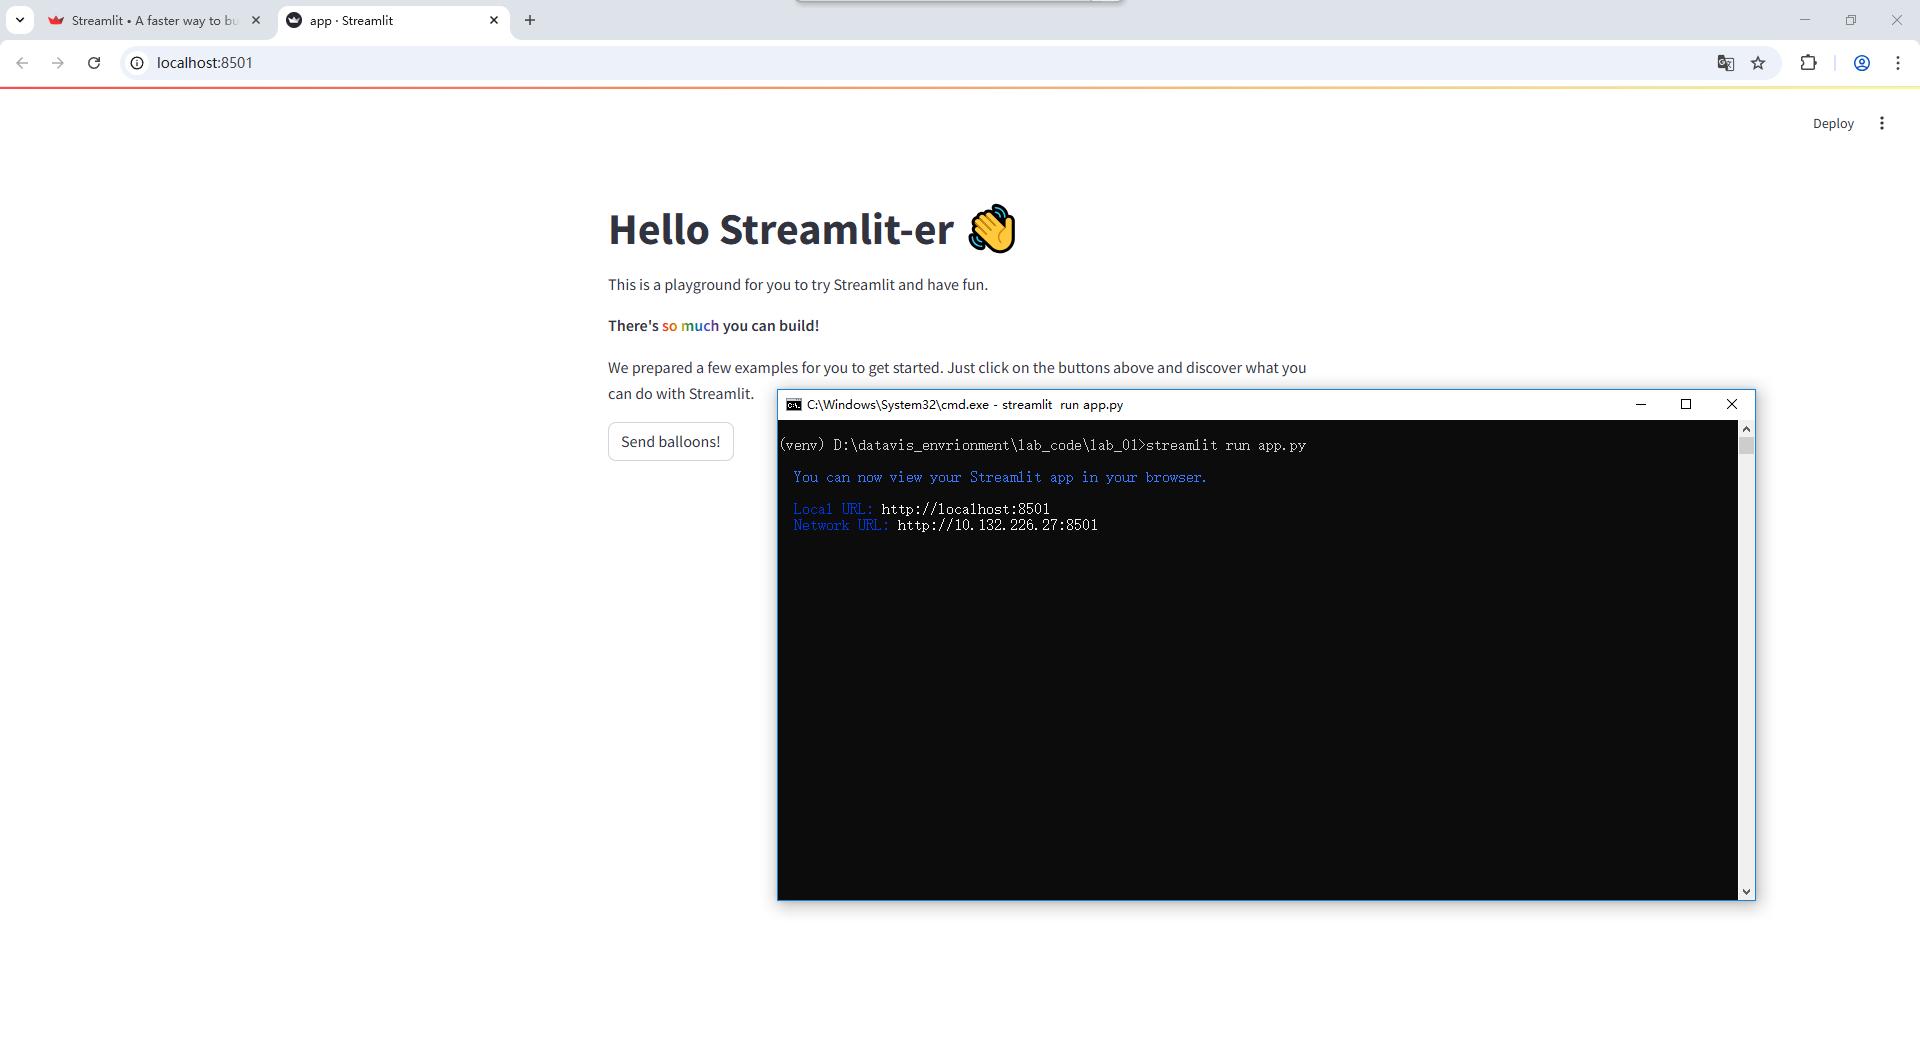 Streamlit • A faster way to bu
app · Streamlit
localhost:8501
Deploy
Hello Streamlit-er 👋
This is a playground for you to try Streamlit and have fun.
There's so much you can build!
We prepared a few examples for you to get started. Just click on the buttons above and discover what you
can do with Streamlit.
Send balloons!
C:\Windows\System32\cmd.exe - streamlit  run app.py
(venv) D:\datavis_envrionment\lab_code\lab_01>streamlit run app.py
You can now view your Streamlit app in your browser.
Local URL: http://localhost:8501
Network URL: http://10.132.226.27:8501